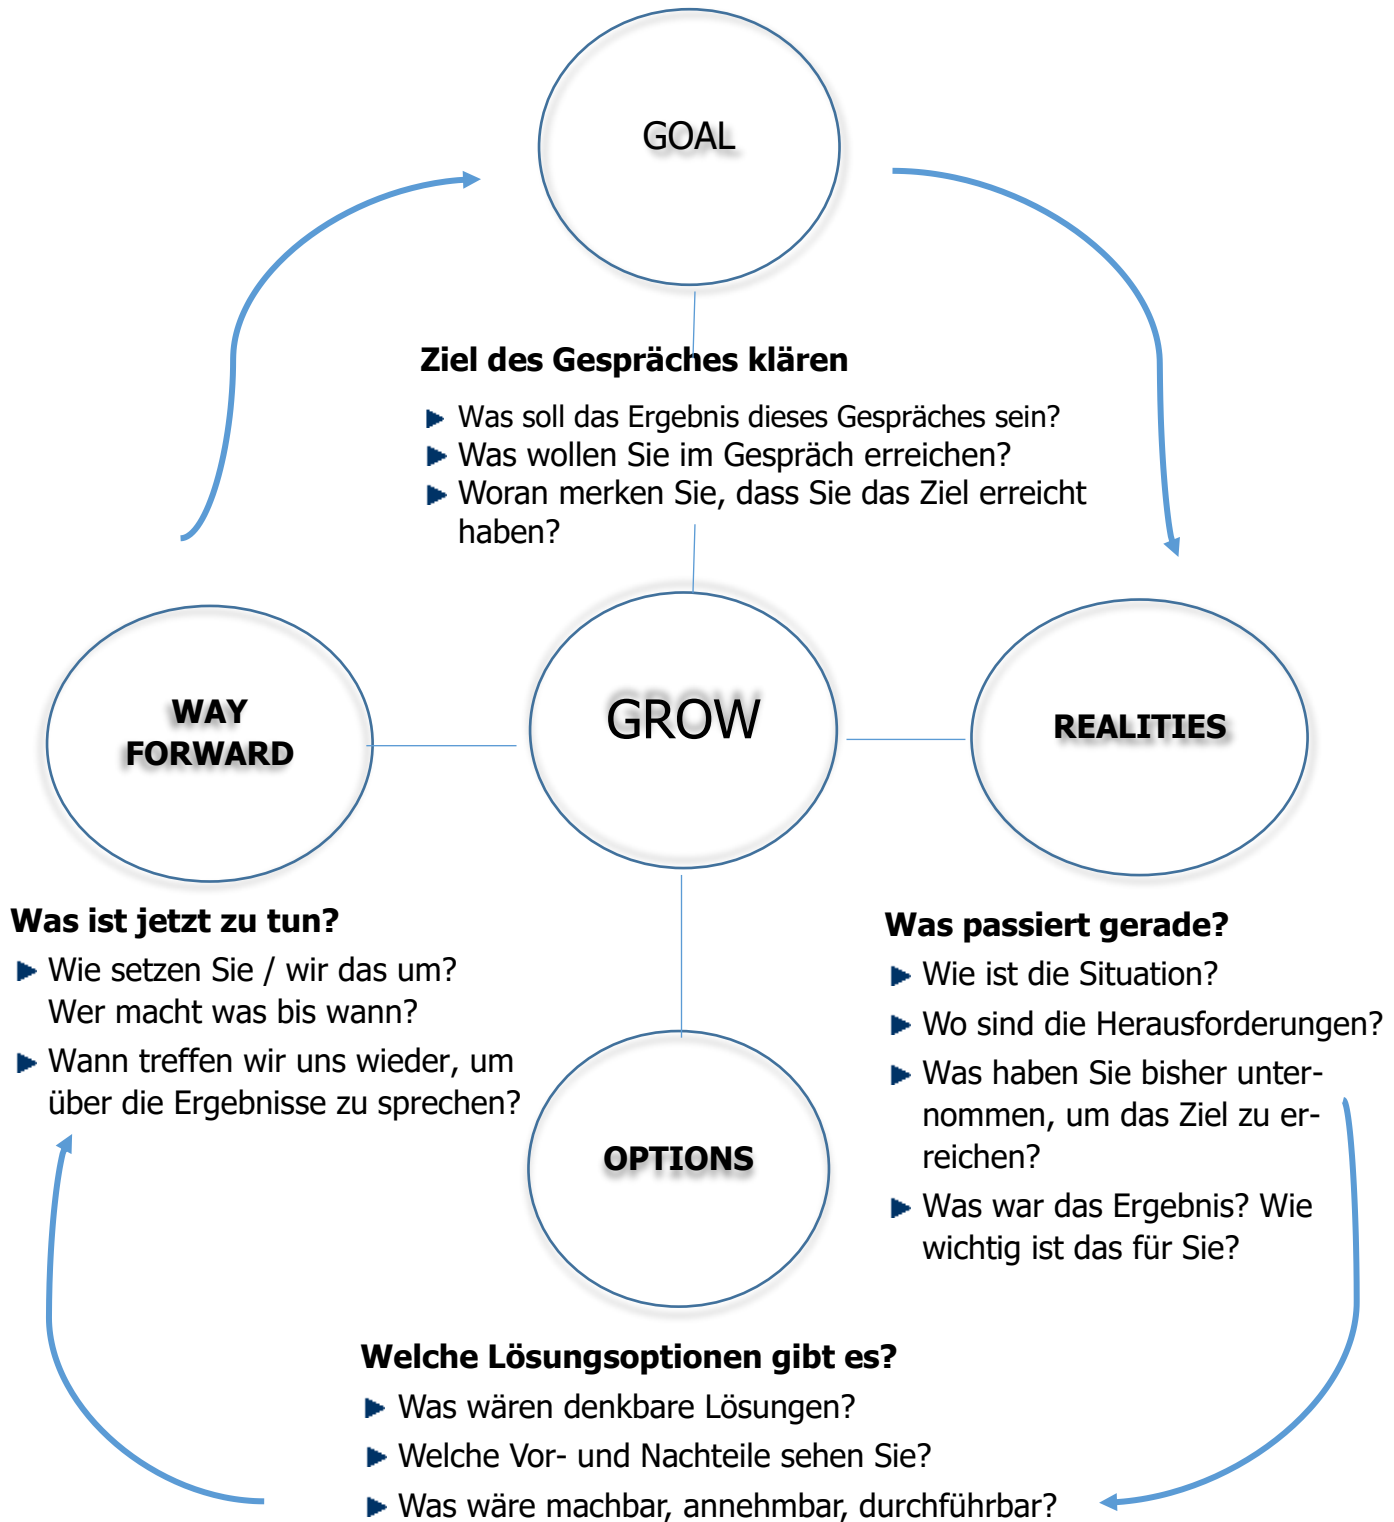 GOAL
Ziel des Gespräches klären
Was soll das Ergebnis dieses Gespräches sein?
Was wollen Sie im Gespräch erreichen?
Woran merken Sie, dass Sie das Ziel erreicht
haben?
WAY
FORWARD
GROW
REALITIES
Was ist jetzt zu tun?
Wie setzen Sie / wir das um?
Wer macht was bis wann?
Wann treffen wir uns wieder, um
über die Ergebnisse zu sprechen?
Was passiert gerade?
Wie ist die Situation?
Wo sind die Herausforderungen?
Was haben Sie bisher unter-
nommen, um das Ziel zu er-
reichen?
Was war das Ergebnis? Wie
wichtig ist das für Sie?
OPTIONS
Welche Lösungsoptionen gibt es?
Was wären denkbare Lösungen?
Welche Vor- und Nachteile sehen Sie?
Was wäre machbar, annehmbar, durchführbar?